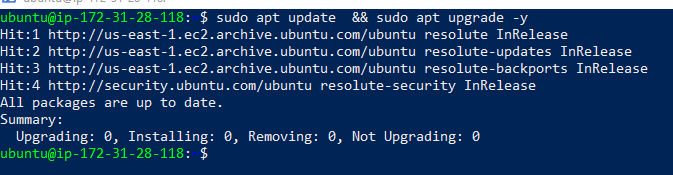 ubuntu@ip-172-31-28-118: $ sudo apt update  && sudo apt upgrade -y
Hit:1 http://us-east-1.ec2.archive.ubuntu.com/ubuntu resolute InRelease
Hit:2 http://us-east-1.ec2.archive.ubuntu.com/ubuntu resolute-updates InRelease
Hit:3 http://us-east-1.ec2.archive.ubuntu.com/ubuntu resolute-backports InRelease
Hit:4 http://security.ubuntu.com/ubuntu resolute-security InRelease
All packages are up to date.
Summary:
  Upgrading: 0, Installing: 0, Removing: 0, Not Upgrading: 0
ubuntu@ip-172-31-28-118: $